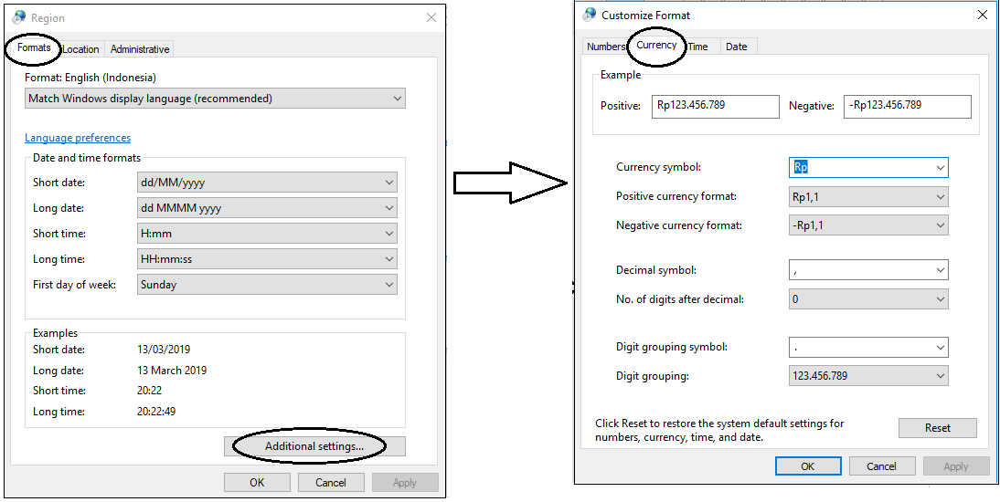 Region
Formats
Location
Administrative
Format: English (Indonesia)
Match Windows display language (recommended)
Language preferences
Date and time formats
Short date:
dd/MM/yyyy
Long date:
dd MMMM yyyy
Short time:
H:mm
Long time:
HH:mm:ss
First day of week:
Sunday
Examples
Short date:
13/03/2019
Long date:
13 March 2019
Short time:
20:22
Long time:
20:22:49
Additional settings...
OK
Cancel
Apply
Customize Format
Numbers
Currency
Time
Date
Example
Positive:
Rp123.456.789
Negative:
-Rp123.456.789
Currency symbol:
Rp
Positive currency format:
Rp1,1
Negative currency format:
-Rp1,1
Decimal symbol:
,
No. of digits after decimal:
0
Digit grouping symbol:
.
Digit grouping:
123.456.789
Click Reset to restore the system default settings for
numbers, currency, time, and date.
Reset
OK
Cancel
Apply